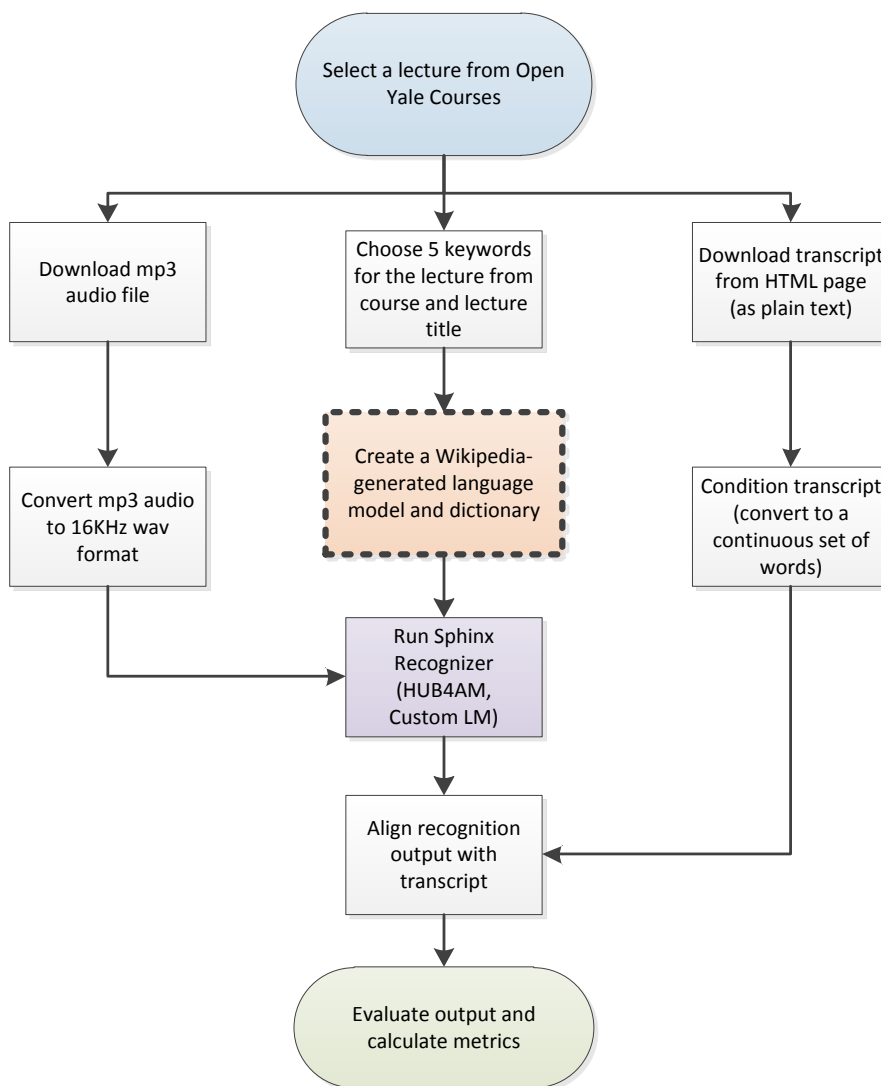 Select a lecture from Open
Yale Courses
Download mp3
audio file
Choose 5 keywords
for the lecture from
course and lecture
title
Download transcript
from HTML page
(as plain text)
Convert mp3 audio
to 16KHz wav
format
Create a Wikipedia-
generated language
model and dictionary
Condition transcript
(convert to a
continuous set of
words)
Run Sphinx
Recognizer
(HUB4AM,
Custom LM)
Align recognition
output with
transcript
Evaluate output and
calculate metrics